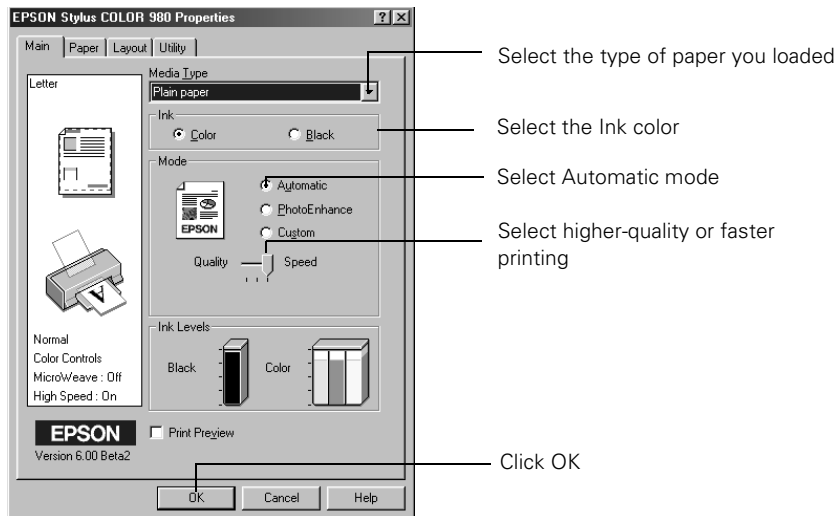 EPSON Stylus COLOR 980 Properties
Main Paper Layout Utility
Letter
Media Type
Plain paper
Select the type of paper you loaded
Ink
Color Black
Select the Ink color
Mode
EPSON
Automatic
PhotoEnhance
Custom
Select Automatic mode
Quality Speed
Select higher-quality or faster
printing
A
Normal
Color Controls
MicroWeave : Off
High Speed : On
Ink Levels
Black Color
EPSON
Version 6.00 Beta2
Print Preview
Click OK
OK Cancel Help